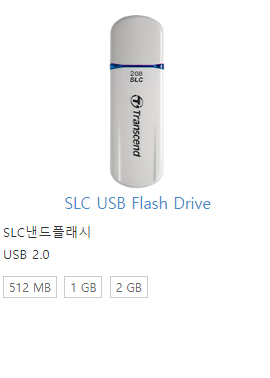 2GB
SLC
Transcend
SLC USB Flash Drive
SLC낸드플래시
USB 2.0
512 MB
1 GB
2 GB